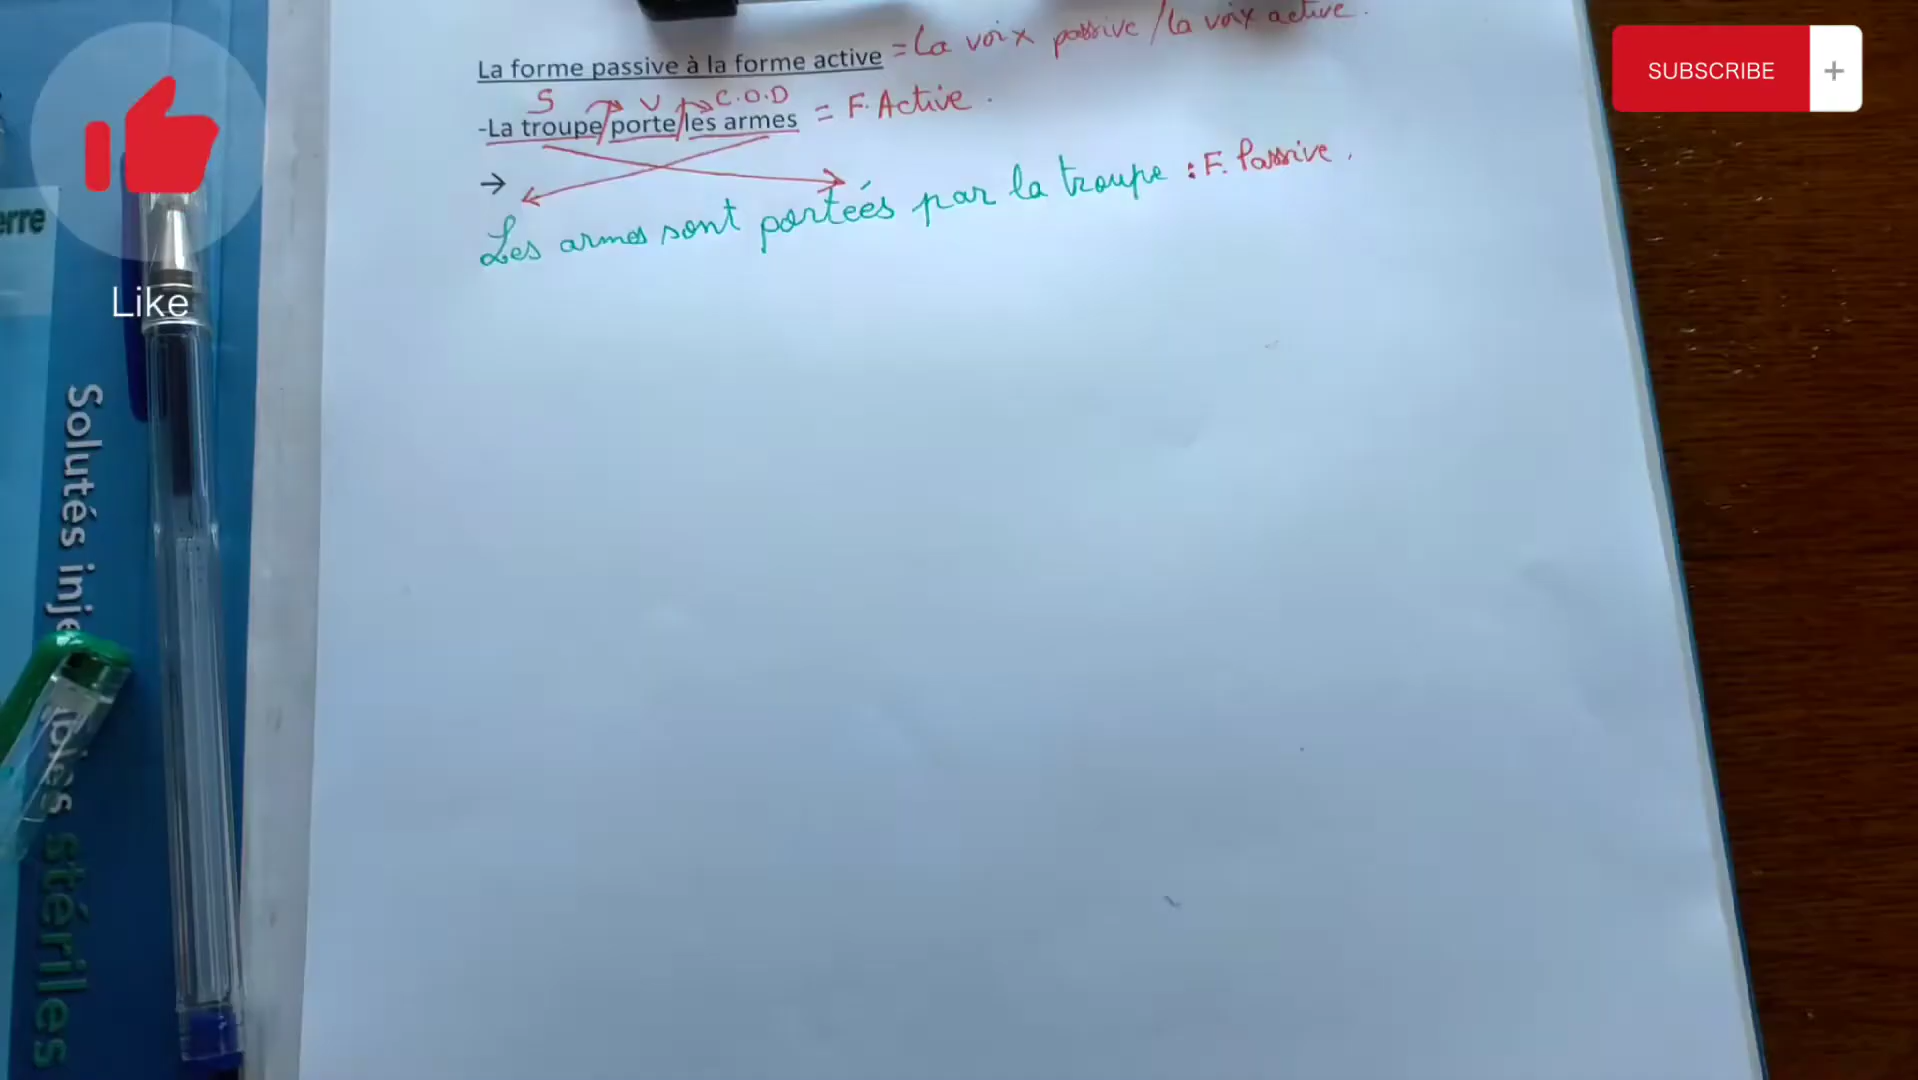 La forme passive à la forme active = La voix passive / la voix active.
S V C.O.D
-La troupe/porte/les armes = F. Active.
→
Les armes sont portées par la troupe : F. Passive.
SUBSCRIBE +
Like
erre
Solutés inje
stériles